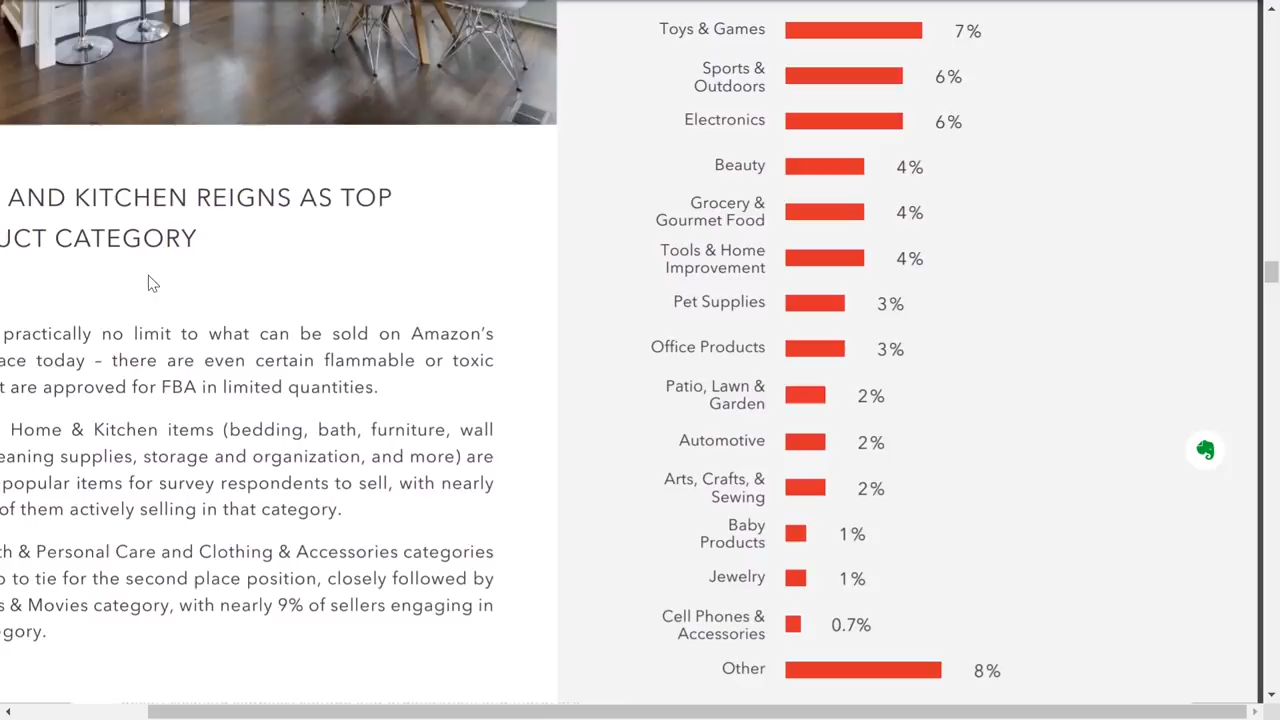 AND KITCHEN REIGNS AS TOP
UCT CATEGORY
practically no limit to what can be sold on Amazon's
ace today – there are even certain flammable or toxic
t are approved for FBA in limited quantities.
Home & Kitchen items (bedding, bath, furniture, wall
eaning supplies, storage and organization, and more) are
popular items for survey respondents to sell, with nearly
of them actively selling in that category.
th & Personal Care and Clothing & Accessories categories
p to tie for the second place position, closely followed by
s & Movies category, with nearly 9% of sellers engaging in
egory.
Toys & Games 7%
Sports &
Outdoors 6%
Electronics 6%
Beauty 4%
Grocery &
Gourmet Food 4%
Tools & Home
Improvement 4%
Pet Supplies 3%
Office Products 3%
Patio, Lawn &
Garden 2%
Automotive 2%
Arts, Crafts, &
Sewing 2%
Baby
Products 1%
Jewelry 1%
Cell Phones &
Accessories 0.7%
Other 8%